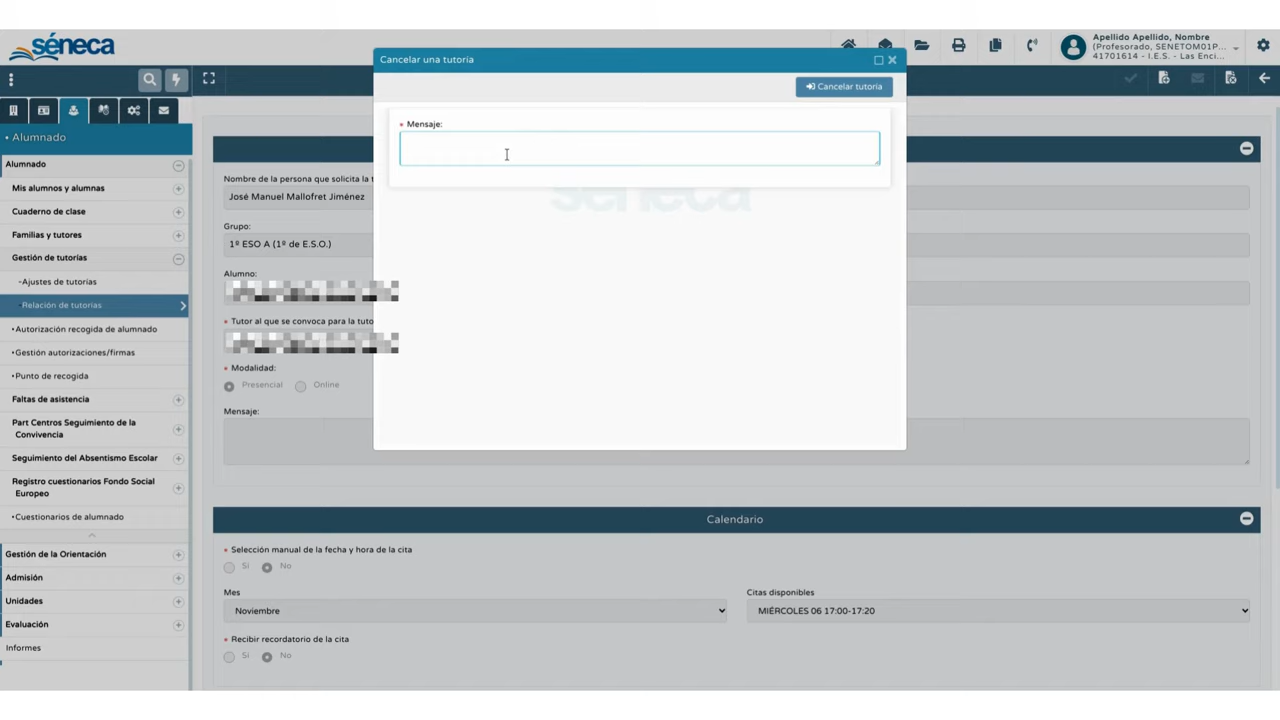 séneca
Apellido Apellido, Nombre
(Profesorado, SENETOM01P...
41701614 - I.E.S. - Las Enci...
Cancelar una tutoría
Cancelar tutoría
• Alumnado
* Mensaje:
Alumnado
Mis alumnos y alumnas
Cuaderno de clase
Familias y tutores
Gestión de tutorías
-Ajustes de tutorías
-Relación de tutorías
•Autorización recogida de alumnado
•Gestión autorizaciones/firmas
•Punto de recogida
Faltas de asistencia
Part Centros Seguimiento de la
Convivencia
Seguimiento del Absentismo Escolar
Registro cuestionarios Fondo Social
Europeo
•Cuestionarios de alumnado
Gestión de la Orientación
Admisión
Unidades
Evaluación
Informes
Nombre de la persona que solicita la t
José Manuel Mallofret Jiménez
séneca
Grupo:
1º ESO A (1º de E.S.O.)
Alumno:
* Tutor al que se convoca para la tuto
* Modalidad:
Presencial Online
Mensaje:
Calendario
* Selección manual de la fecha y hora de la cita
Si No
Mes Citas disponibles
Noviembre MIÉRCOLES 06 17:00-17:20
* Recibir recordatorio de la cita
Si No